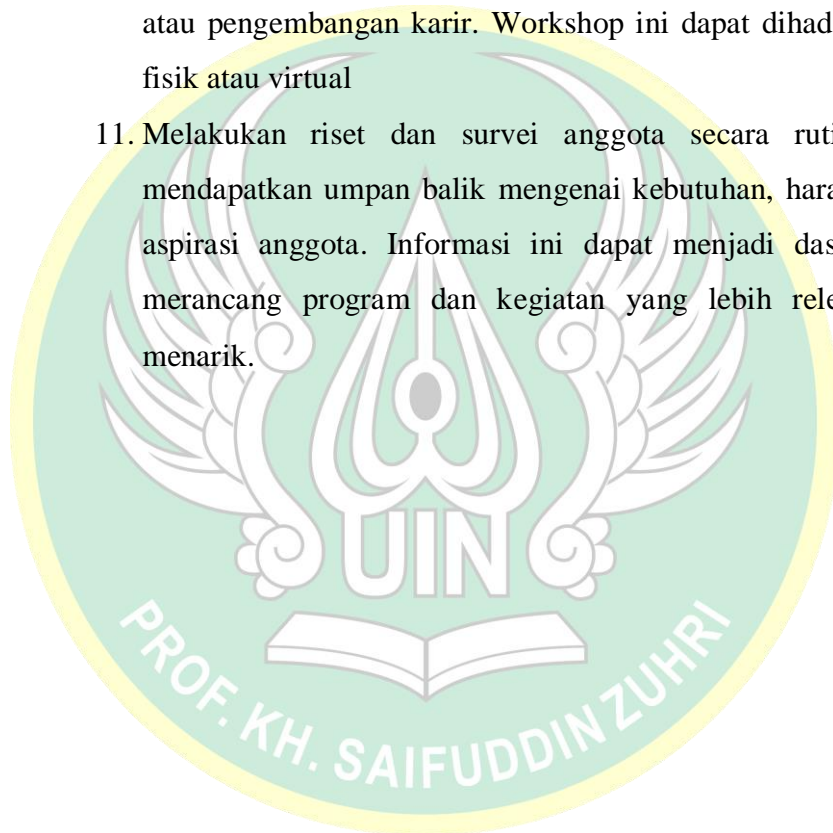 atau pengembangan karir. Workshop ini dapat dihad
fisik atau virtual
11. Melakukan riset dan survei anggota secara ruti
mendapatkan umpan balik mengenai kebutuhan, hara
aspirasi anggota. Informasi ini dapat menjadi das
merancang program dan kegiatan yang lebih rele
menarik.
UIN
PROF. KH. SAIFUDDIN ZUHRI